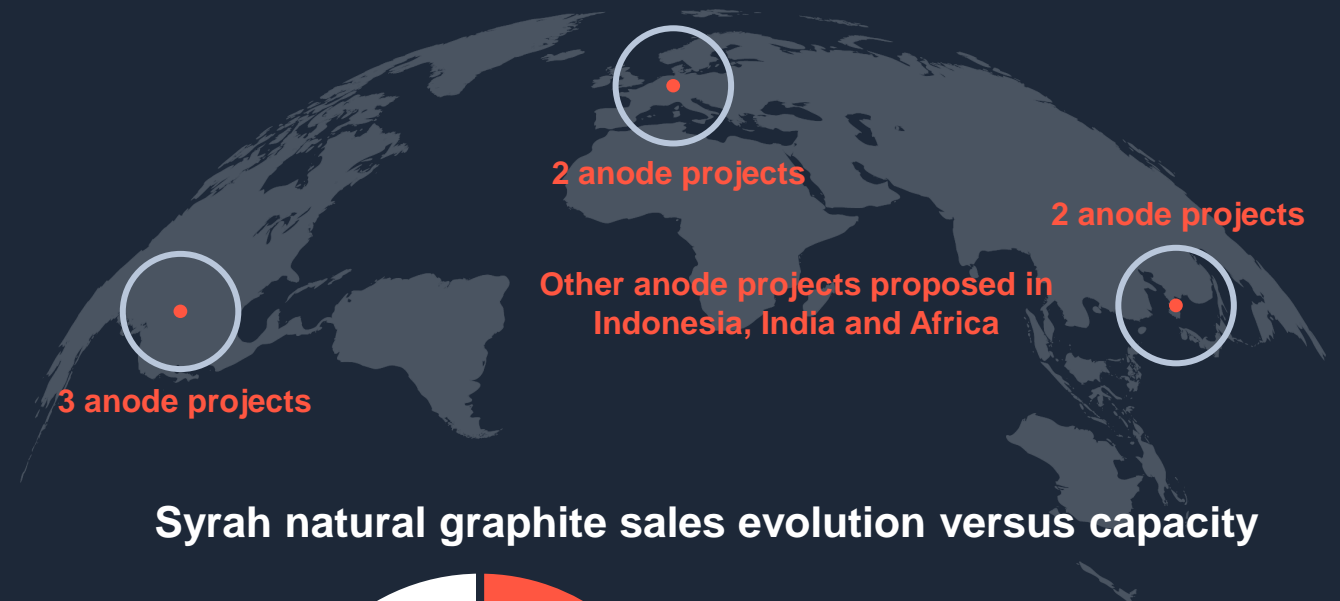 2 anode projects
2 anode projects
Other anode projects proposed in
Indonesia, India and Africa
3 anode projects
Syrah natural graphite sales evolution versus capacity